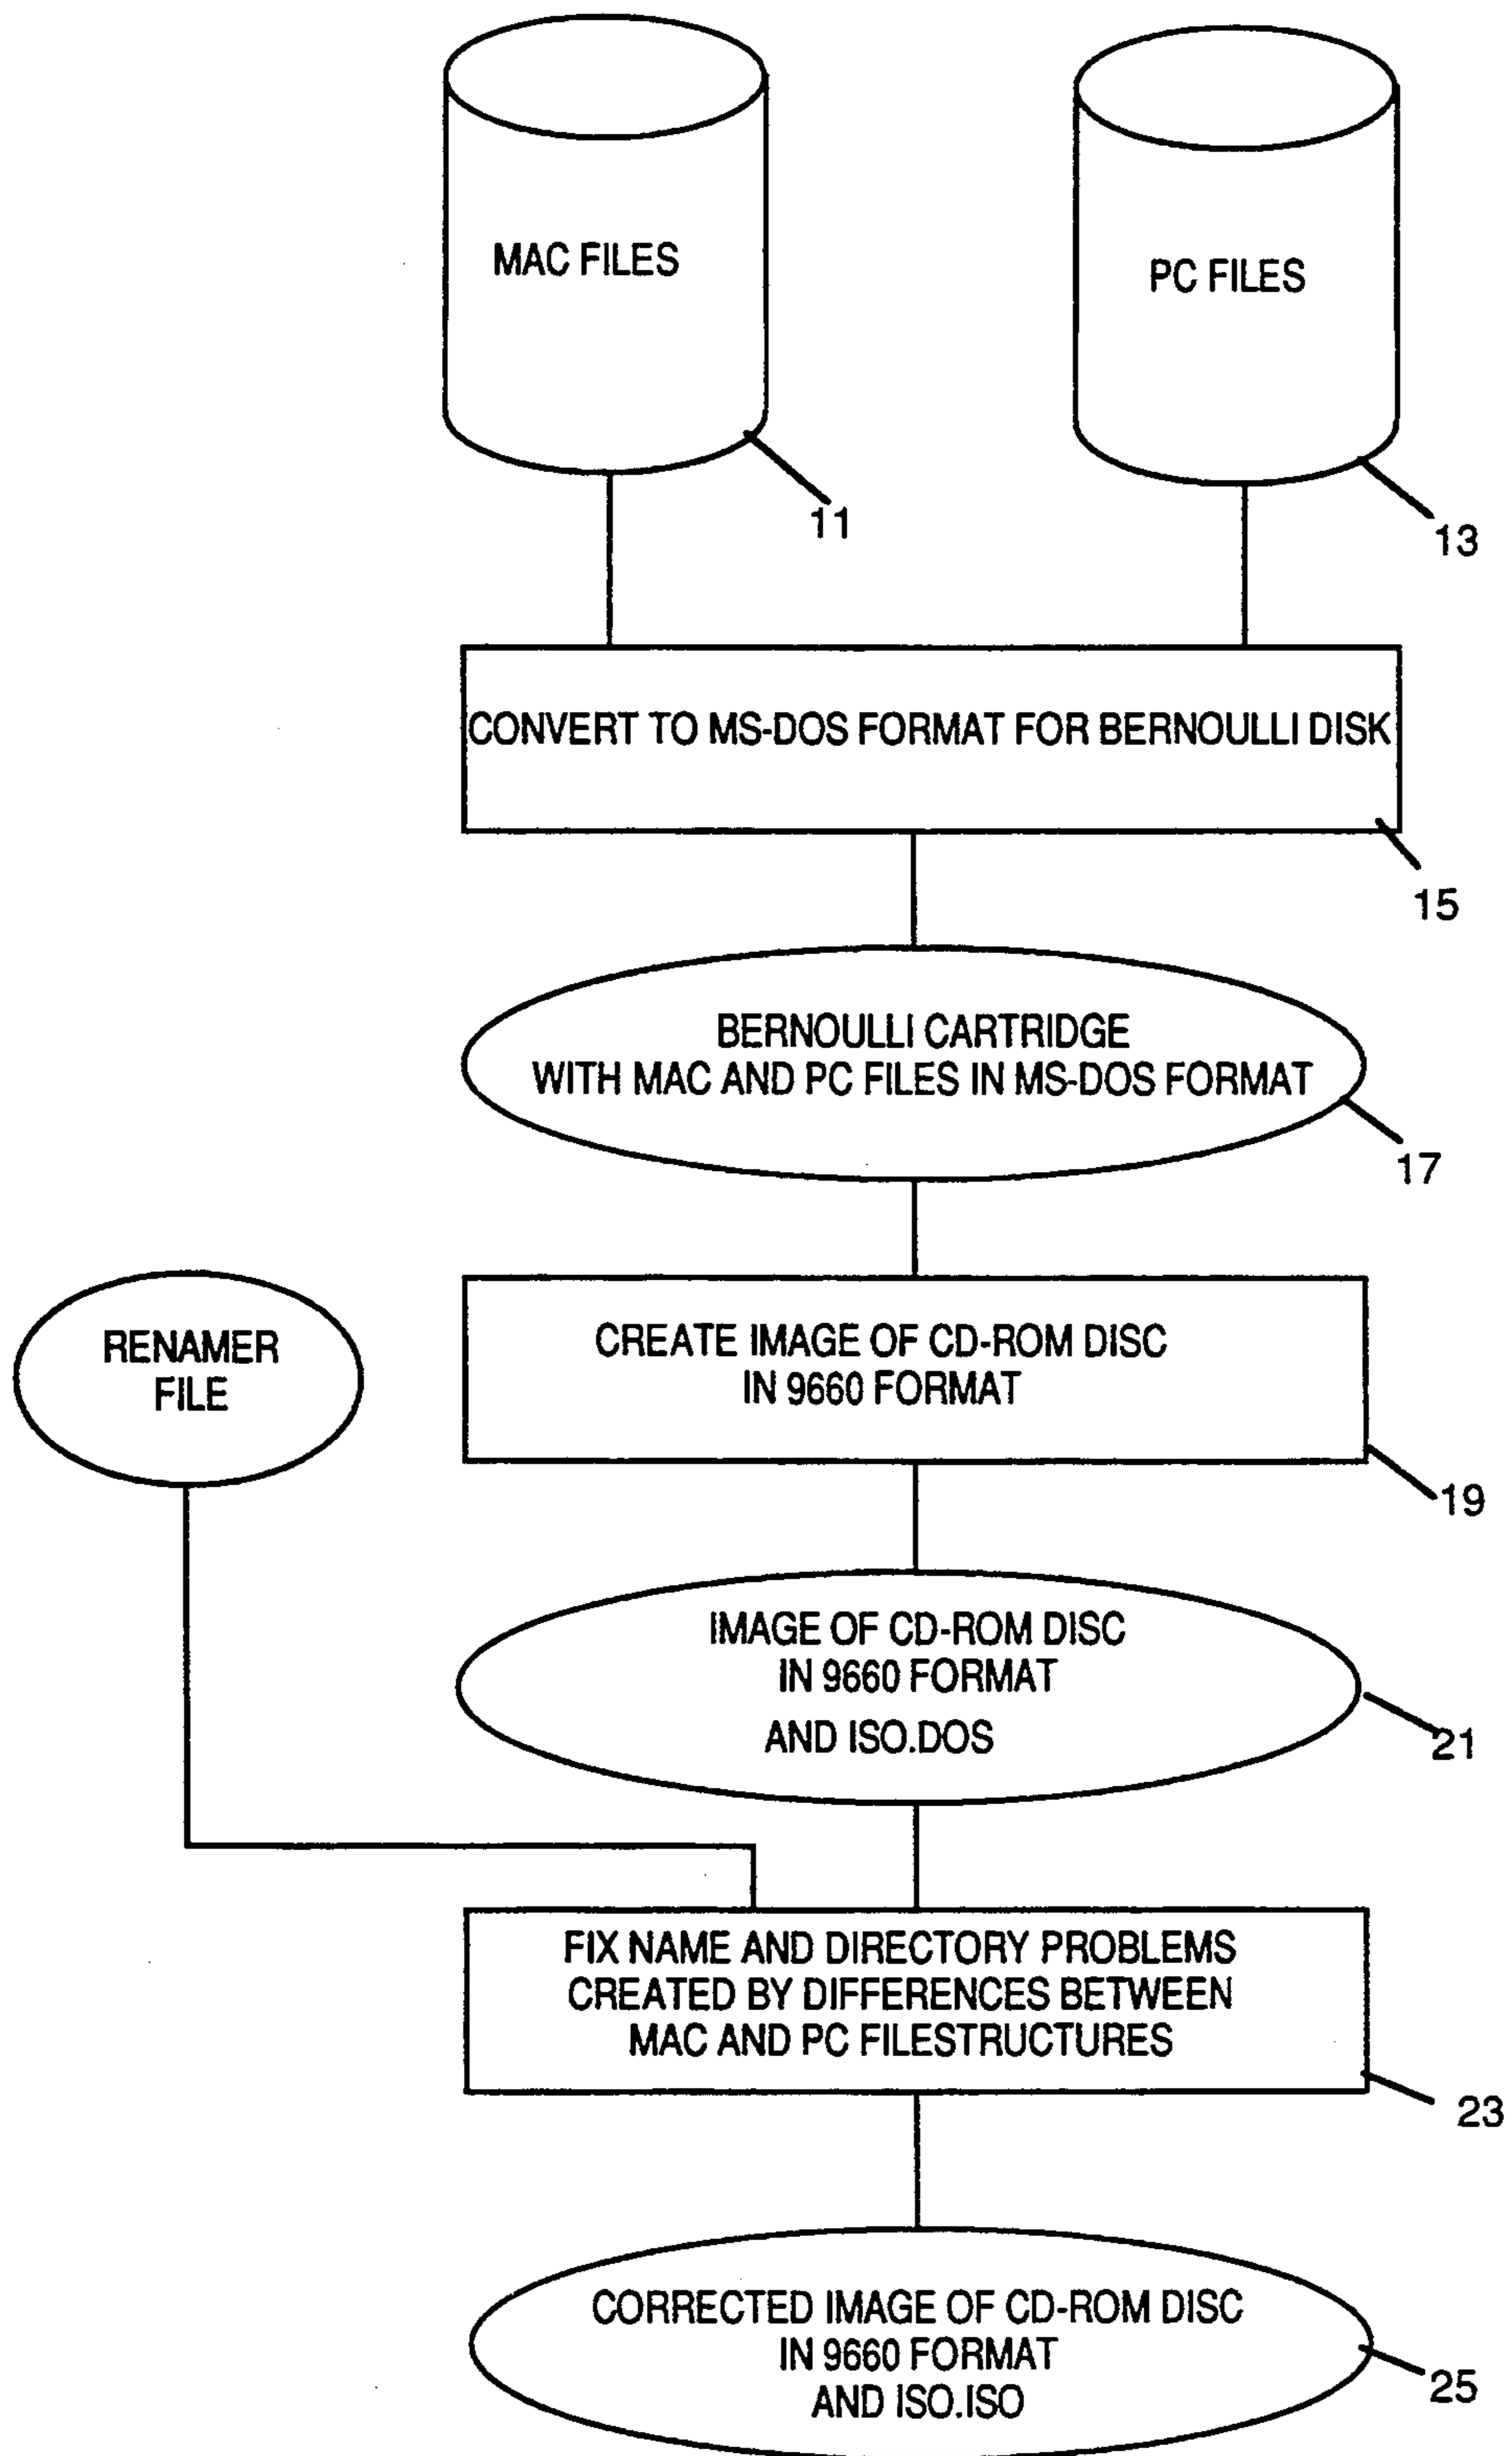 MAC FILES
PC FILES
11
13
CONVERT TO MS-DOS FORMAT FOR BERNOULLI DISK
15
BERNOULLI CARTRIDGE
WITH MAC AND PC FILES IN MS-DOS FORMAT
17
RENAMER
FILE
CREATE IMAGE OF CD-ROM DISC
IN 9660 FORMAT
19
IMAGE OF CD-ROM DISC
IN 9660 FORMAT
AND ISO.DOS
21
FIX NAME AND DIRECTORY PROBLEMS
CREATED BY DIFFERENCES BETWEEN
MAC AND PC FILESTRUCTURES
23
CORRECTED IMAGE OF CD-ROM DISC
IN 9660 FORMAT
AND ISO.ISO
25